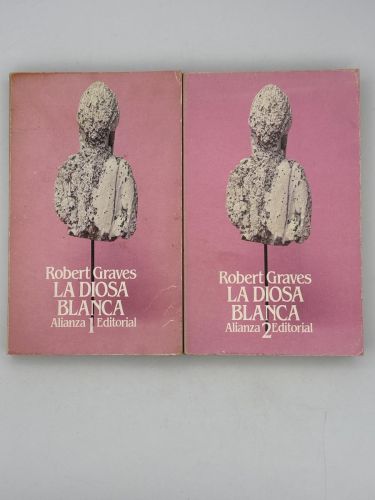 Robert Graves
LA DIOSA
BLANCA
Alianza 1 Editorial
Robert Graves
LA DIOSA
BLANCA
Alianza 2 Editorial